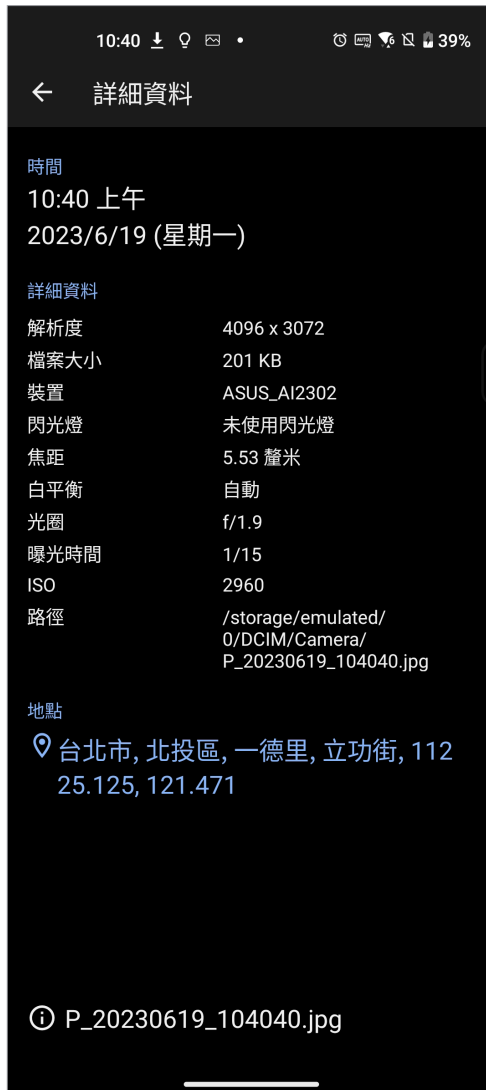 10:40 39%
詳細資料
時間
10:40 上午
2023/6/19 (星期一)
詳細資料
解析度 4096 x 3072
檔案大小 201 KB
裝置 ASUS_AI2302
閃光燈 未使用閃光燈
焦距 5.53 釐米
白平衡 自動
光圈 f/1.9
曝光時間 1/15
ISO 2960
路徑 /storage/emulated/
0/DCIM/Camera/
P_20230619_104040.jpg
地點
台北市, 北投區, 一德里, 立功街, 112
25.125, 121.471
P_20230619_104040.jpg